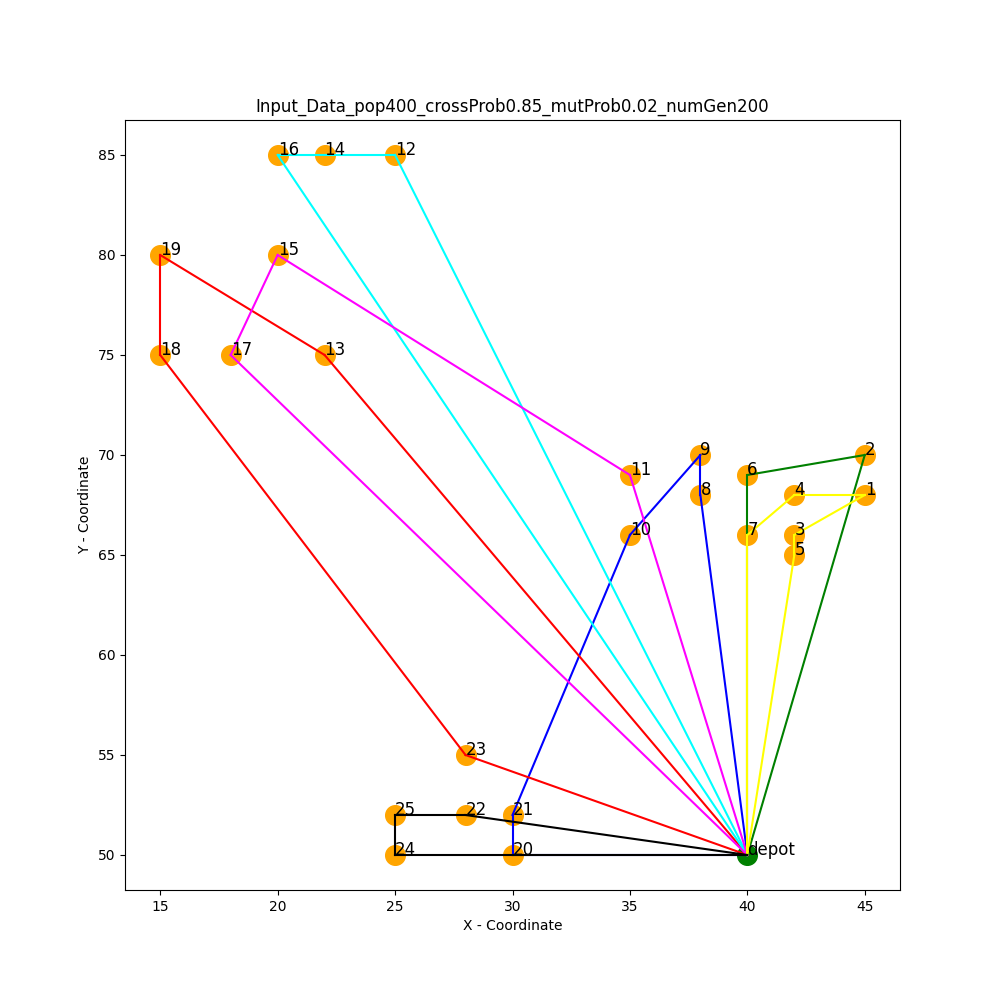 Input_Data_pop400_crossProb0.85_mutProb0.02_numGen200
85
16 14 12
80
19 15
75
18 17 13
70
9 2
11 6
8 4 1
10 7 3
65
5
60
55
23
25 22 21
50
24 20 depot
15 20 25 30 35 40 45
X - Coordinate
Y - Coordinate